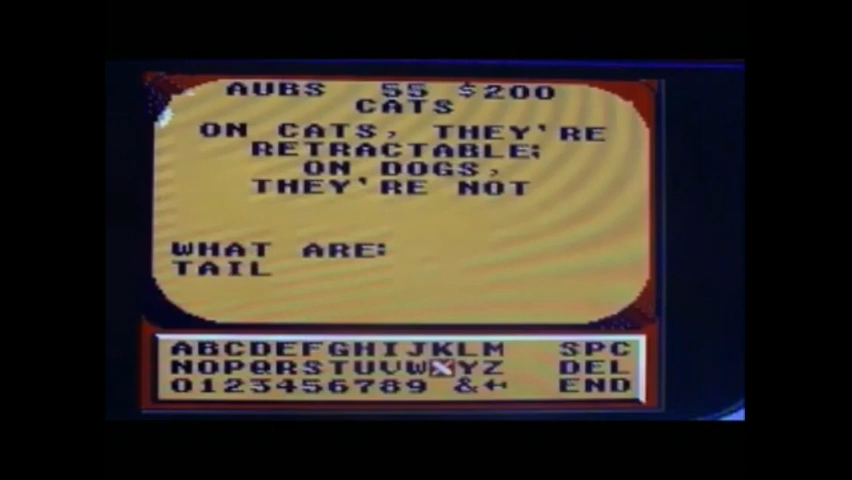 AUBS 55 $200
CATS
ON CATS, THEY'RE
RETRACTABLE;
ON DOGS,
THEY'RE NOT
WHAT ARE:
TAIL
ABCDEFGHIJKLM SPC
NOPQRSTUVWXYZ DEL
0123456789 &← END